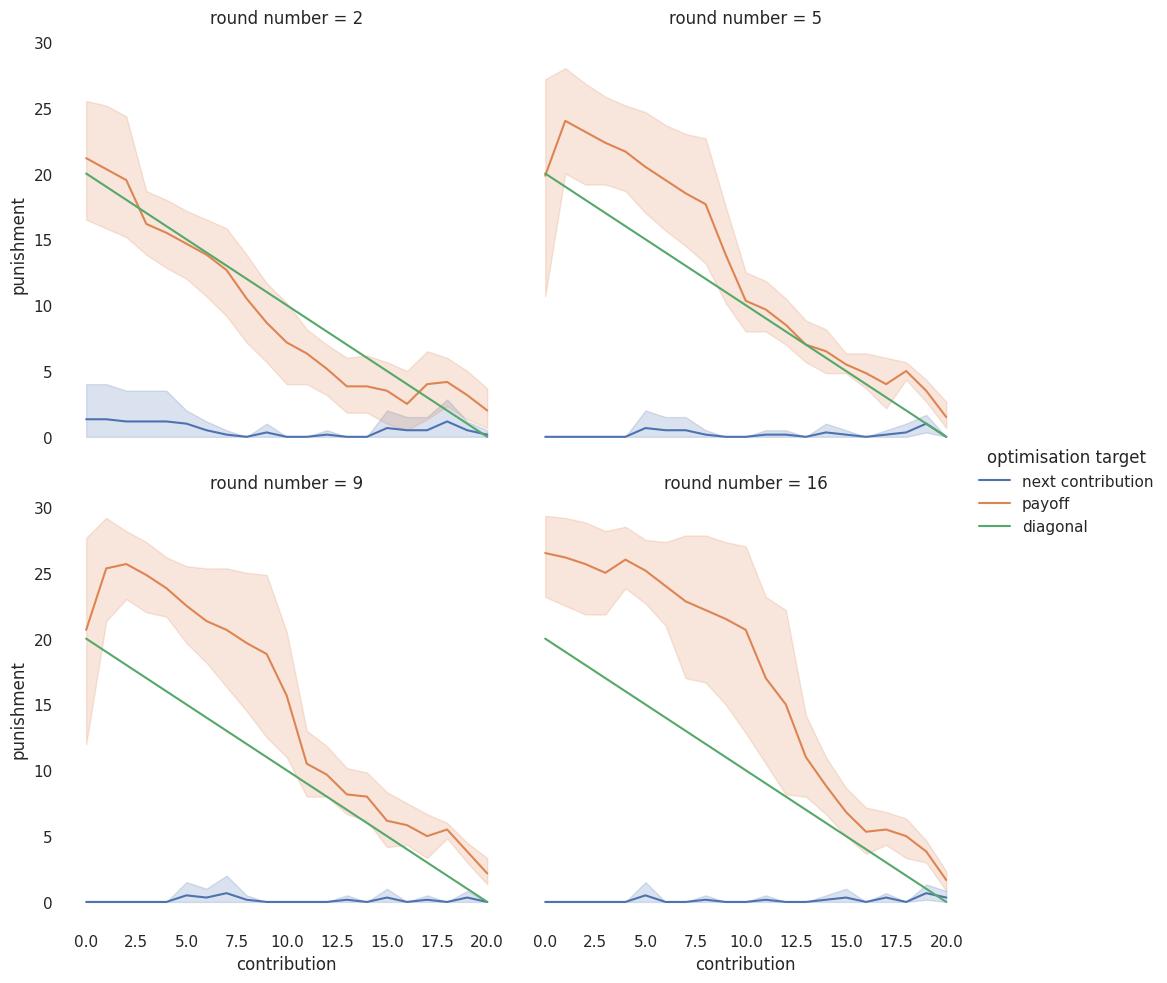 round number = 2
round number = 5
30
25
20
15
10
5
0
punishment
optimisation target
next contribution
payoff
diagonal
round number = 9
round number = 16
30
25
20
15
10
5
0
punishment
0.0 2.5 5.0 7.5 10.0 12.5 15.0 17.5 20.0
0.0 2.5 5.0 7.5 10.0 12.5 15.0 17.5 20.0
contribution
contribution